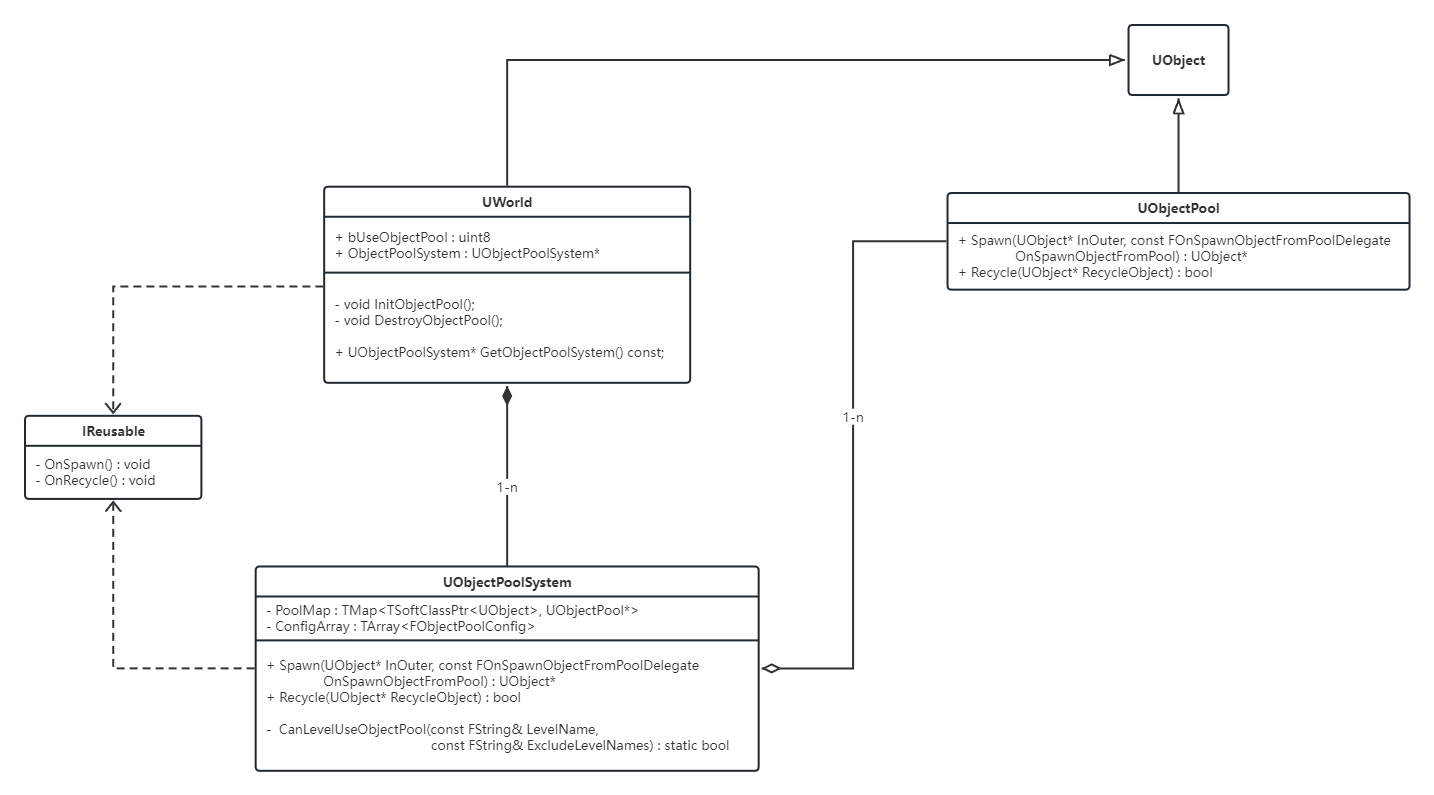 UObject
UWorld
+ bUseObjectPool : uint8
+ ObjectPoolSystem : UObjectPoolSystem*
- void InitObjectPool();
- void DestroyObjectPool();
+ UObjectPoolSystem* GetObjectPoolSystem() const;
UObjectPool
+ Spawn(UObject* InOuter, const FOnSpawnObjectFromPoolDelegate
OnSpawnObjectFromPool) : UObject*
+ Recycle(UObject* RecycleObject) : bool
1-n
IReusable
- OnSpawn() : void
- OnRecycle() : void
1-n
UObjectPoolSystem
- PoolMap : TMap<TSoftClassPtr<UObject>, UObjectPool*>
- ConfigArray : TArray<FObjectPoolConfig>
+ Spawn(UObject* InOuter, const FOnSpawnObjectFromPoolDelegate
OnSpawnObjectFromPool) : UObject*
+ Recycle(UObject* RecycleObject) : bool
- CanLevelUseObjectPool(const FString& LevelName,
const FString& ExcludeLevelNames) : static bool